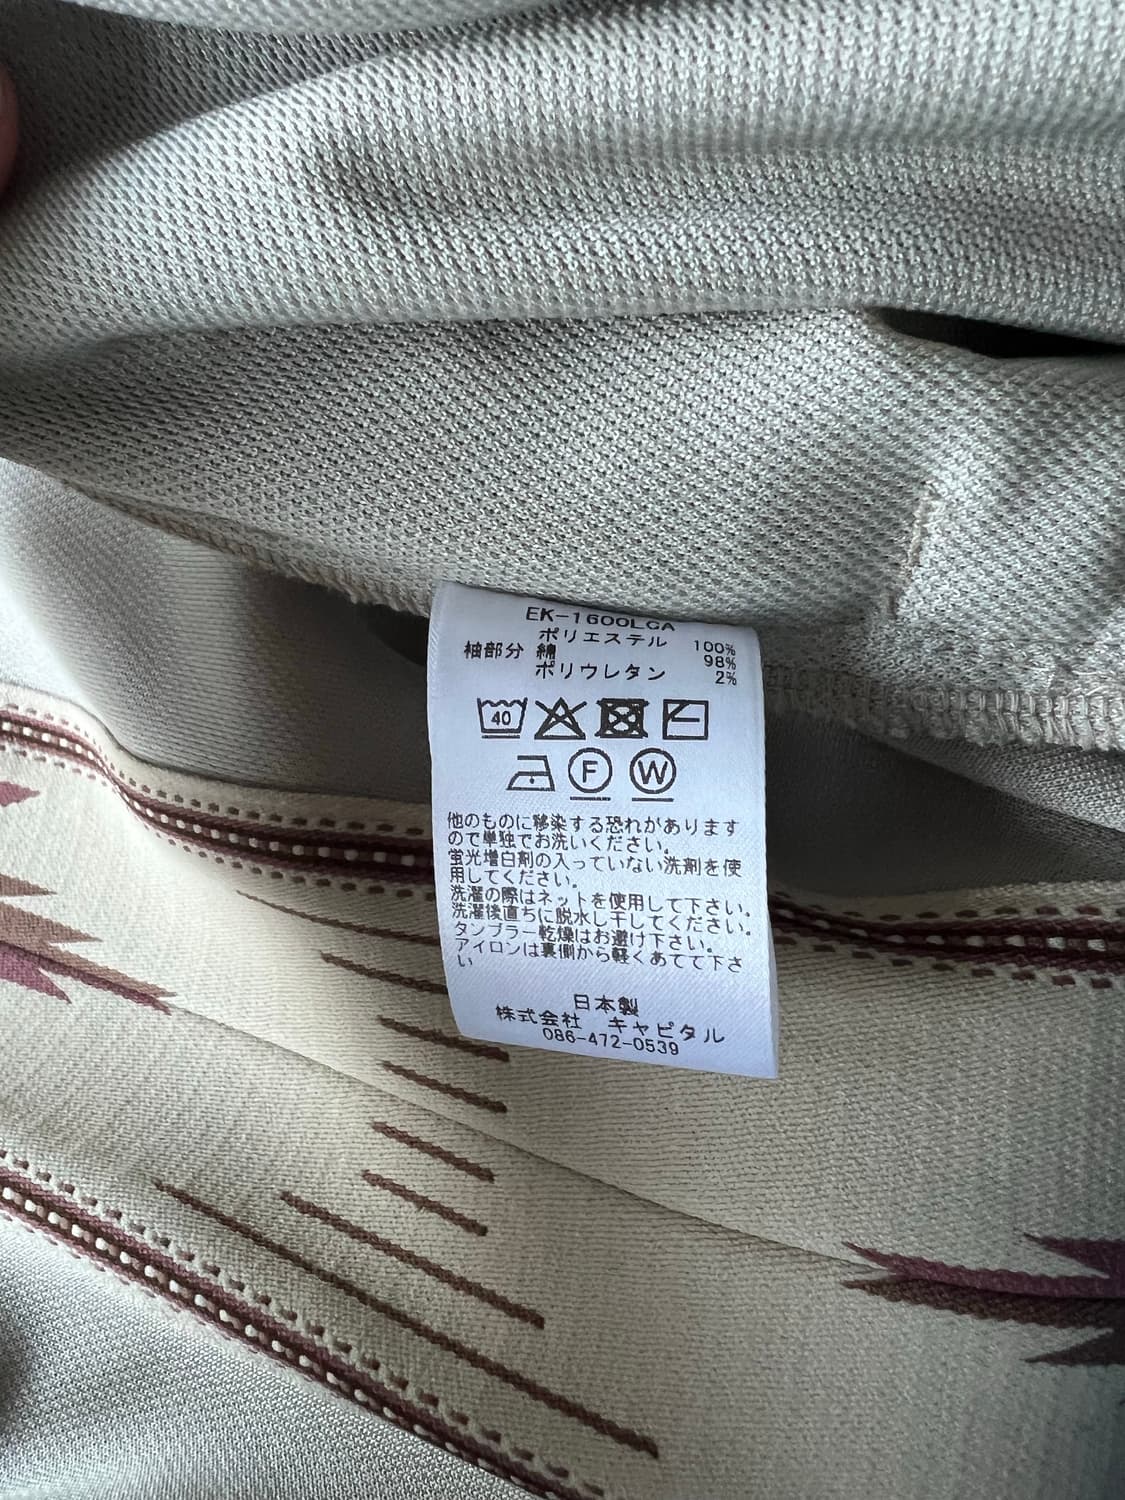 EK-1600LGA
ポリエステル 100%
袖部分 綿 98%
ポリウレタン 2%
40
F W
他のものに移染する恐れがあります
ので単独でお洗いください。
蛍光増白剤の入っていない洗剤を使
用してください。
洗濯の際はネットを使用して下さい。
洗濯後直ちに脱水し干してください。
タンブラー乾燥はお避け下さい。
アイロンは裏側から軽くあてて下さ
い
日本製
株式会社 キャピタル
086-472-0539